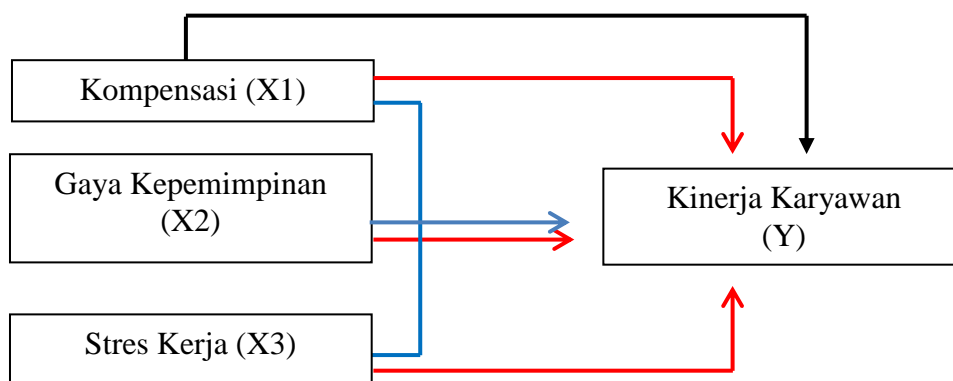 Kompensasi (X1)
Gaya Kepemimpinan
(X2)
Kinerja Karyawan
(Y)
Stres Kerja (X3)